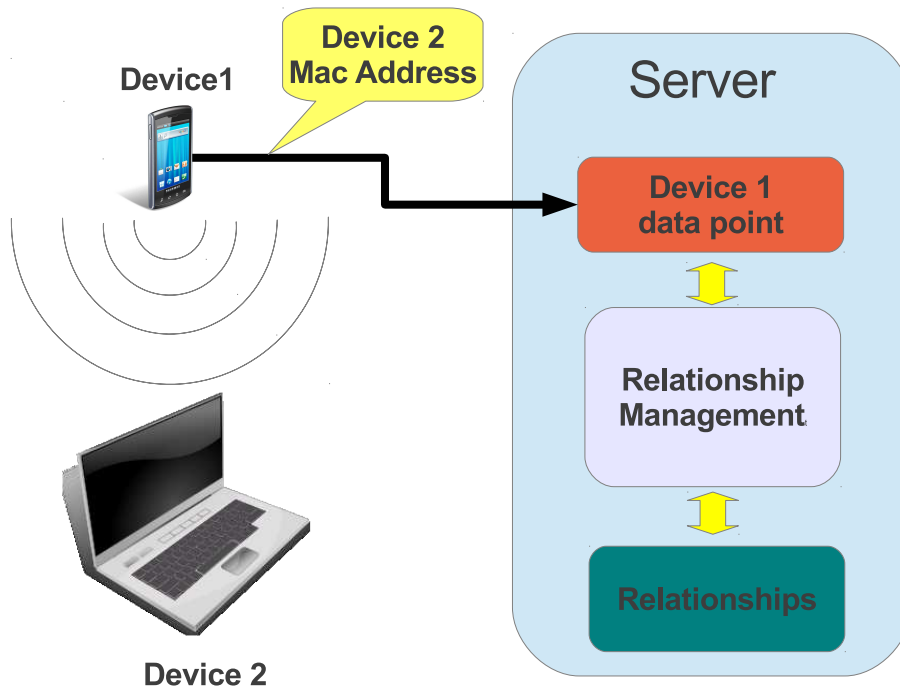 Device 2
Mac Address
Device1
Server
Device 1
data point
Relationship
Management
Relationships
Device 2